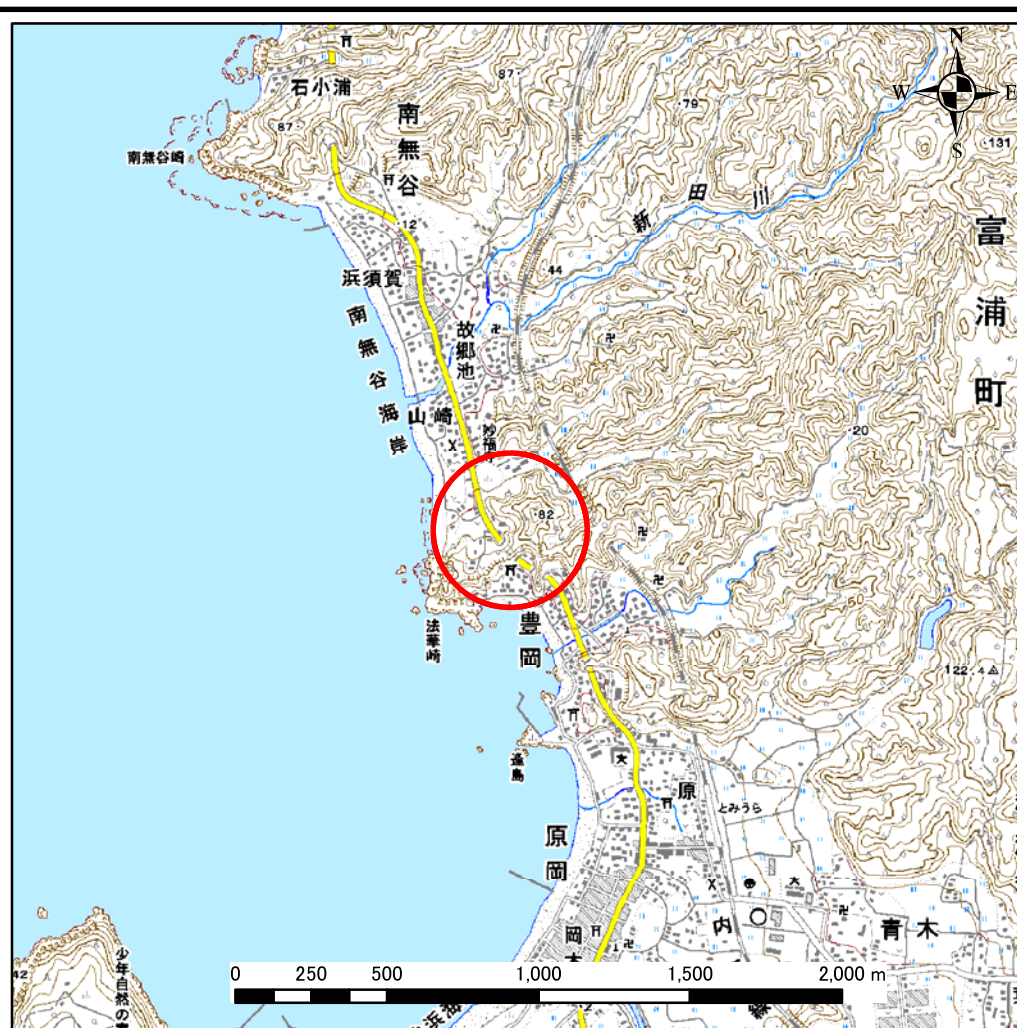 N
W
E
S
石小浦
87
87
79
131
南無谷
南無谷崎
新田川
富浦町
12
44
浜須賀
南無谷海岸
故郷池
山崎
20
82
豊岡
法華崎
60
122.4
逢島
原
とみうら
原岡
内
青木
岡本
42
少年自然の
0 250 500 1,000 1,500 2,000 m